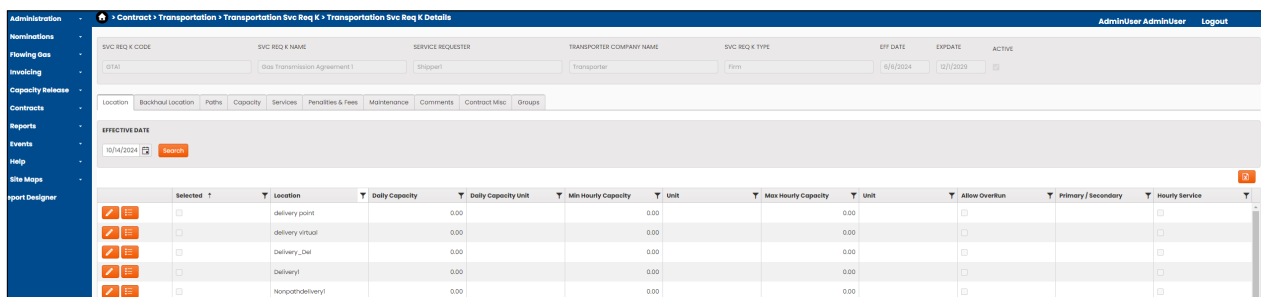 Administration
> Contract > Transportation > Transportation Svc Req K > Transportation Svc Req K Details
AdminUser AdminUser Logout
Nominations
Flowing Gas
Invoicing
Capacity Release
Contracts
Reports
Events
Help
Site Maps
eport Designer
SVC REQ K CODE SVC REQ K NAME SERVICE REQUESTER TRANSPORTER COMPANY NAME SVC REQ K TYPE EFF DATE EXPDATE ACTIVE
GTA1 Gas Transmission Agreement 1 Shipper1 Transporter Firm 6/6/2024 12/1/2029
Location Backhaul Location Paths Capacity Services Penalities & Fees Maintenance Comments Contract Misc Groups
EFFECTIVE DATE
10/14/2024 Search
Selected ↑ Location Daily Capacity Daily Capacity Unit Min Hourly Capacity Unit Max Hourly Capacity Unit Allow OverRun Primary / Secondary Hourly Service
delivery point 0.00 0.00 0.00
delivery virtual 0.00 0.00 0.00
Delivery_Del 0.00 0.00 0.00
Delivery1 0.00 0.00 0.00
Nonpathdelivery1 0.00 0.00 0.00